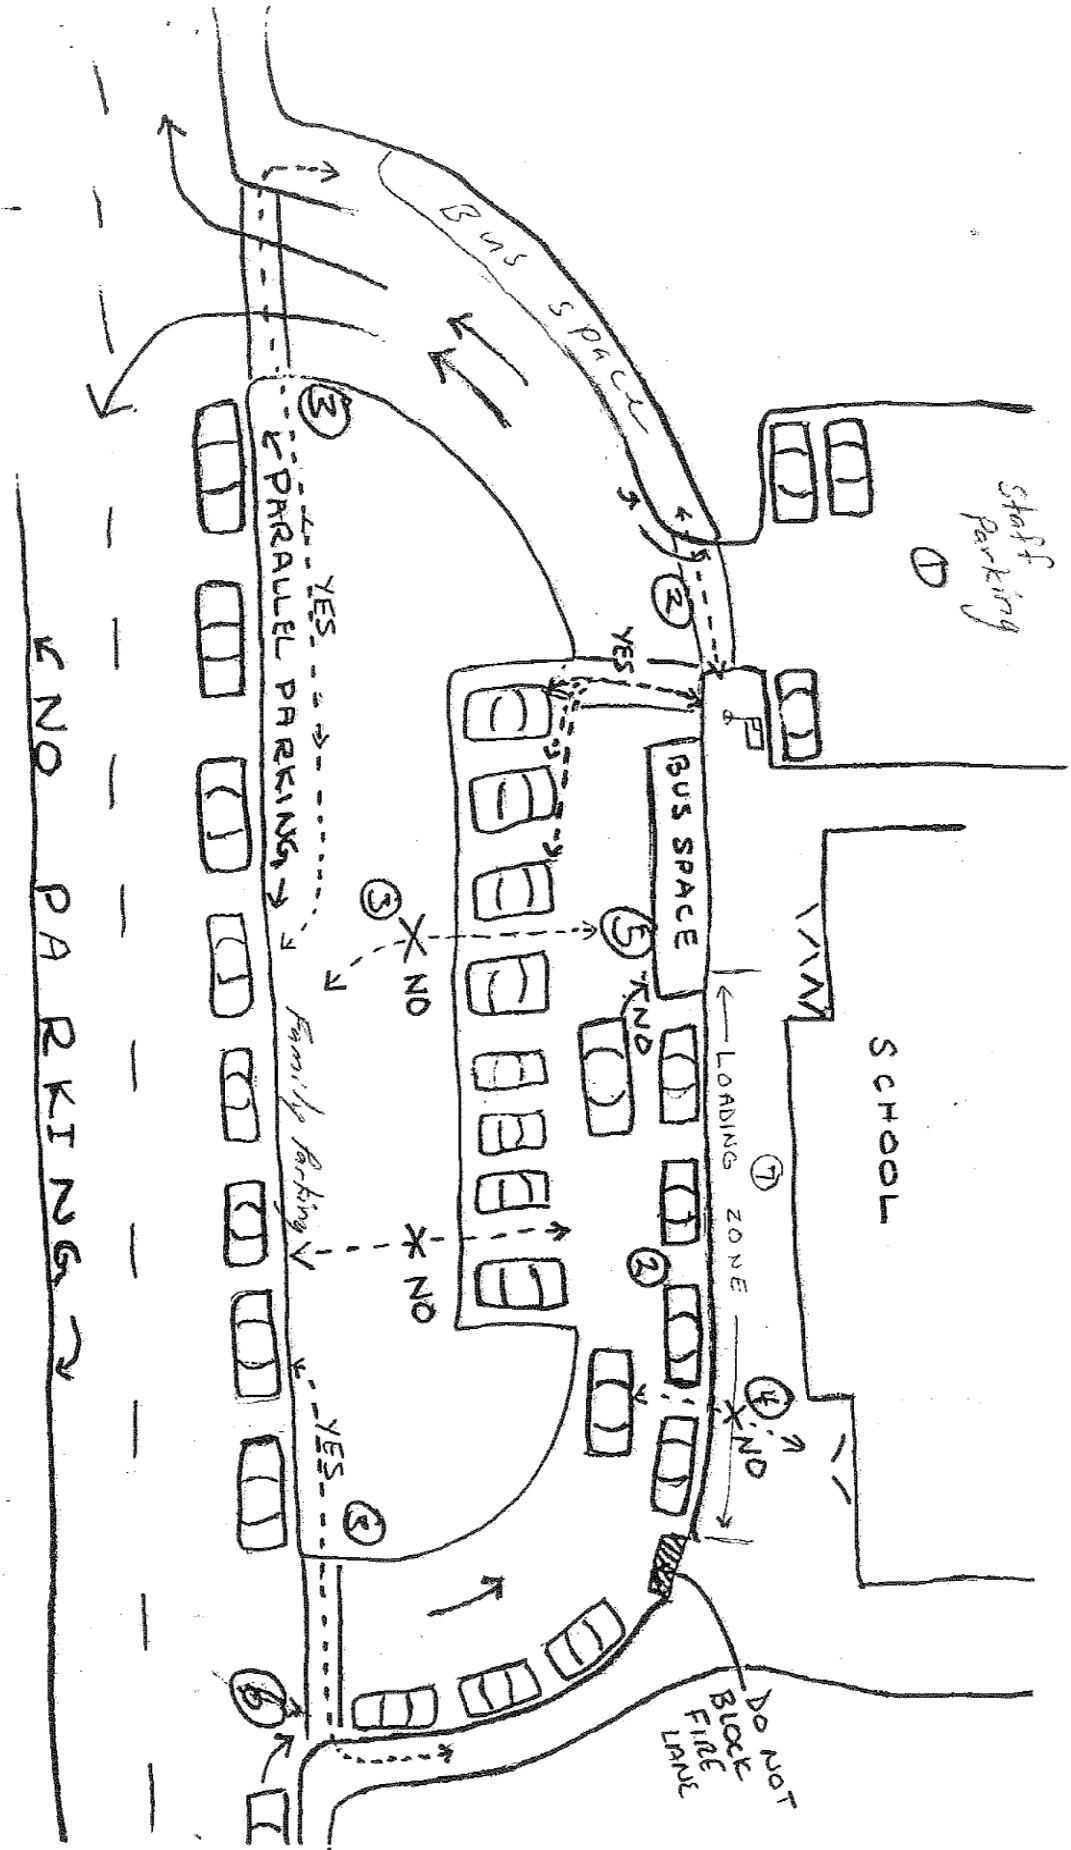 Staff
Parking
①
Bus space
SCHOOL
②
YES
BUS SPACE
← LOADING ZONE →
⑦
⑤
NO
②
④
NO
DO NOT
BLOCK
FIRE
LANE
③
← PARALLEL PARKING →
YES
③
NO
Family Parking
NO
YES
③
⑥
← NO PARKING →